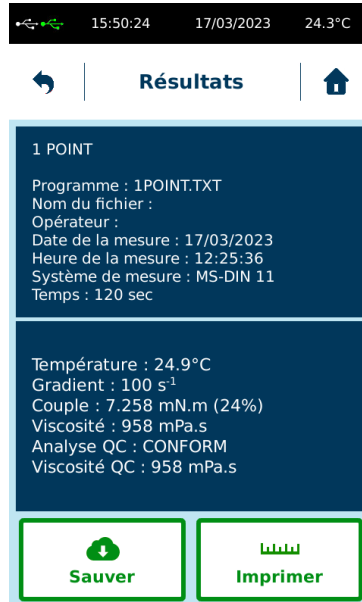 15:50:24 17/03/2023 24.3°C
Résultats
1 POINT
Programme : 1POINT.TXT
Nom du fichier :
Opérateur :
Date de la mesure : 17/03/2023
Heure de la mesure : 12:25:36
Système de mesure : MS-DIN 11
Temps : 120 sec
Température : 24.9°C
Gradient : 100 s⁻¹
Couple : 7.258 mN.m (24%)
Viscosité : 958 mPa.s
Analyse QC : CONFORM
Viscosité QC : 958 mPa.s
Sauver
Imprimer